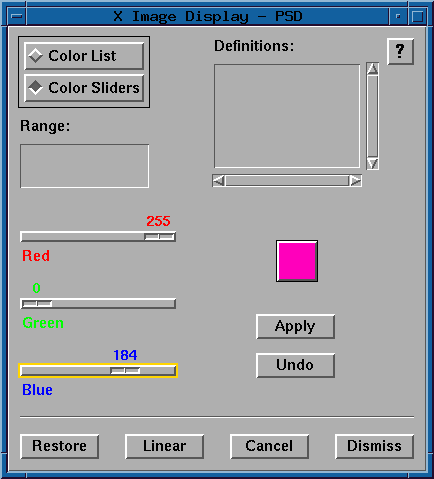 X Image Display - PSD
Color List
Color Sliders
Definitions:
?
Range:
255
Red
0
Green
184
Blue
Apply
Undo
Restore
Linear
Cancel
Dismiss